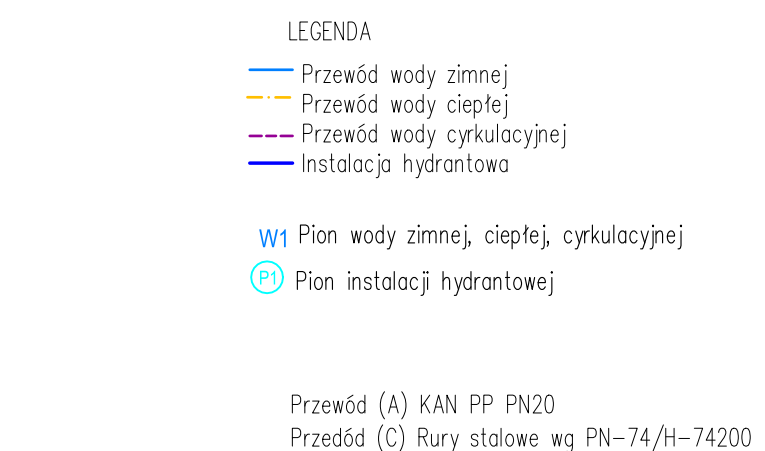 LEGENDA
Przewód wody zimnej
Przewód wody ciepłej
Przewód wody cyrkulacyjnej
Instalacja hydrantowa
W1 Pion wody zimnej, ciepłej, cyrkulacyjnej
P1 Pion instalacji hydrantowej
Przewód (A) KAN PP PN20
Przedód (C) Rury stalowe wg PN-74/H-74200